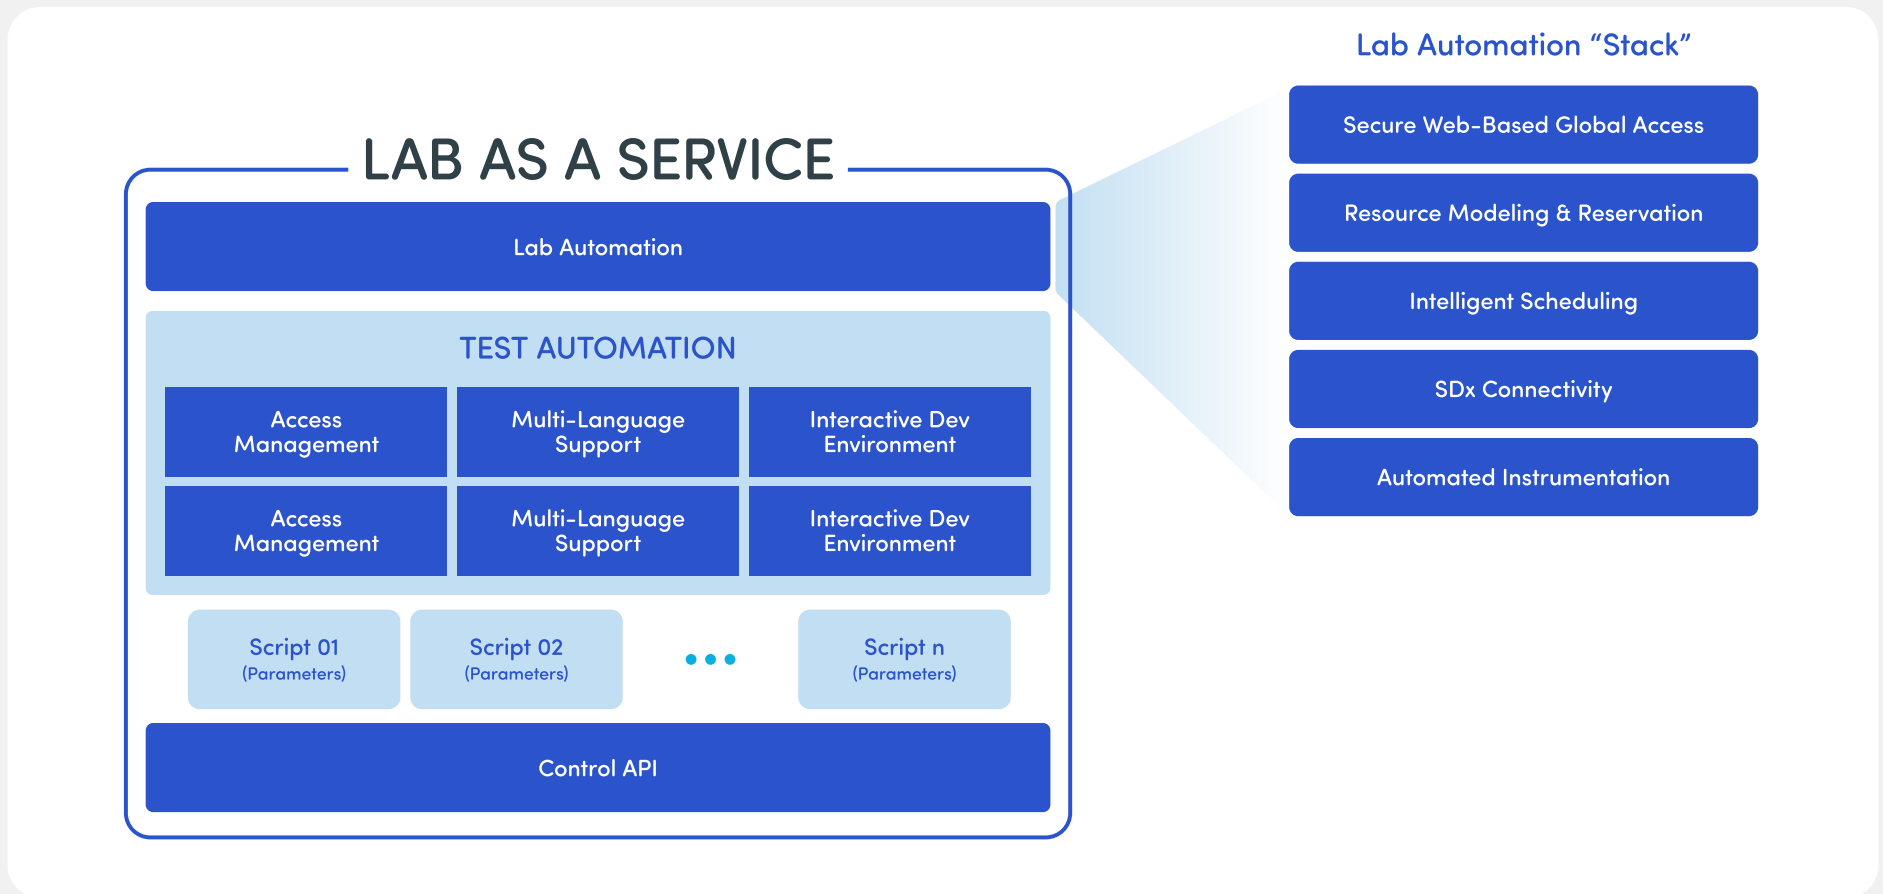 Lab Automation “Stack”
Secure Web-Based Global Access
Resource Modeling & Reservation
Intelligent Scheduling
SDx Connectivity
Automated Instrumentation
LAB AS A SERVICE
Lab Automation
TEST AUTOMATION
Access
Management
Multi-Language
Support
Interactive Dev
Environment
Access
Management
Multi-Language
Support
Interactive Dev
Environment
Script 01
(Parameters)
Script 02
(Parameters)
Script n
(Parameters)
Control API